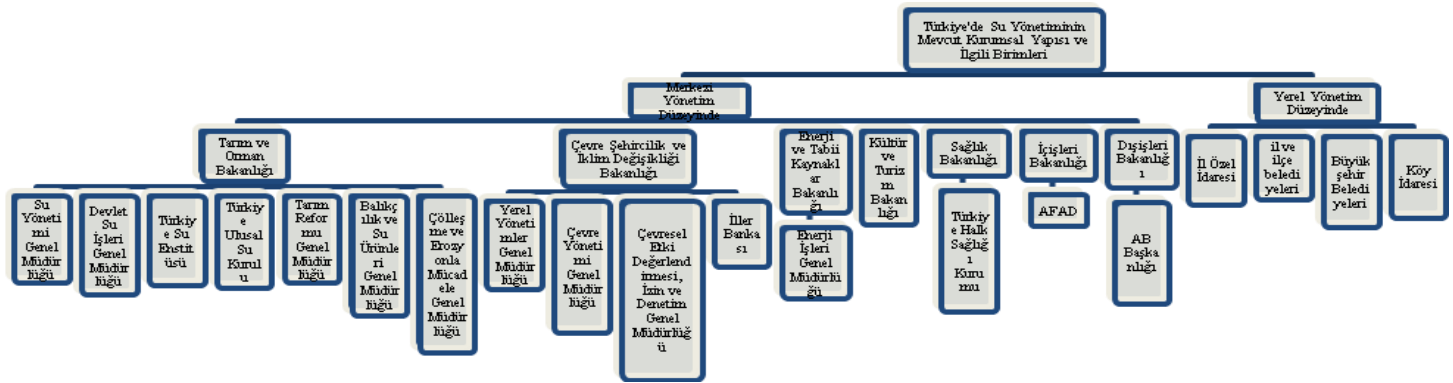 Türkiye'de Su Yönetiminin
Mevcut Kurumsal Yapısı ve
İlgili Birimleri
Merkezi
Yönetim
Düzeyinde
Yerel Yönetim
Düzeyinde
Tarım ve
Orman
Bakanlığı
Çevre Şehircilik ve
İklim Değişikliği
Bakanlığı
Enerji
ve Tabii
Kaynakl
ar
Bakanlı
ğı
Kültür
ve
Turiz
m
Bakan
lığı
Sağlık
Bakanlığı
İçişleri
Bakanlığı
Dışişleri
Bakanlığ
ı
İl Özel
İdaresi
il ve
ilçe
beledi
yeleri
Büyük
şehir
Beledi
yeleri
Köy
İdaresi
Su
Yöneti
mi
Genel
Müdür
lüğü
Devlet
Su
İşleri
Genel
Müdür
lüğü
Türkiy
e Su
Enstit
üsü
Türkiy
e
Ulusal
Su
Kurul
u
Tarım
Refor
mu
Genel
Müdür
lüğü
Balıkç
ılık ve
Su
Ürünle
ri
Genel
Müdür
lüğü
Çölleş
me ve
Erozy
onla
Mücad
ele
Genel
Müdür
lüğü
Yerel
Yöneti
mler
Genel
Müdür
lüğü
Çevre
Yöneti
mi
Genel
Müdür
lüğü
Çevresel
Etki
Değerlend
irmesi,
İzin ve
Denetim
Genel
Müdürlüğ
ü
İller
Banka
sı
Enerji
İşleri
Genel
Müdürlü
ğü
Türkiy
e Halk
Sağlığ
ı
Kuru
mu
AFAD
AB
Başka
nlığı